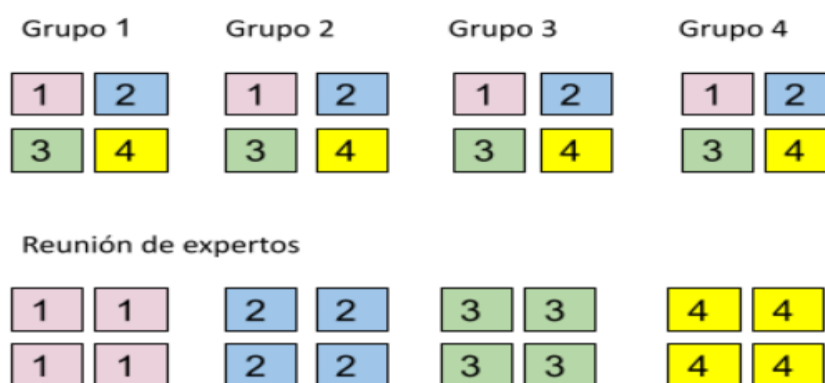 Grupo 1 Grupo 2 Grupo 3 Grupo 4
1 2 1 2 1 2 1 2
3 4 3 4 3 4 3 4
Reunión de expertos
1 1 2 2 3 3 4 4
1 1 2 2 3 3 4 4